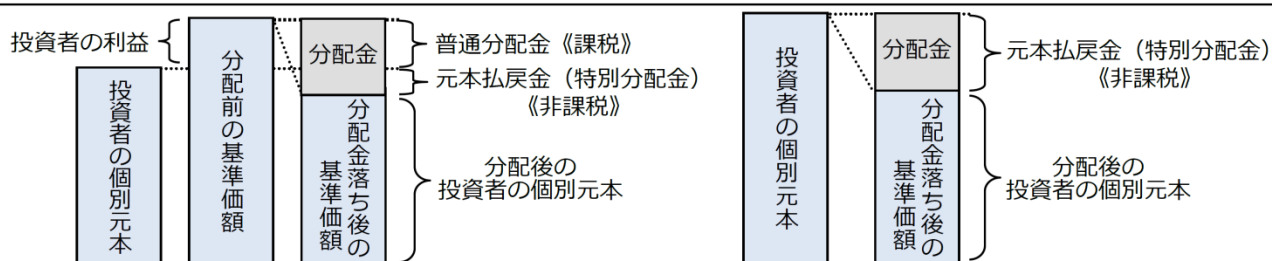 投資者の利益
投資者の個別元本
分配前の基準価額
分配金
分配金落ち後の
基準価額
普通分配金《課税》
元本払戻金（特別分配金）
《非課税》
分配後の
投資者の個別元本
投資者の個別元本
分配金
分配金落ち後の
基準価額
元本払戻金（特別分配金）
《非課税》
分配後の
投資者の個別元本